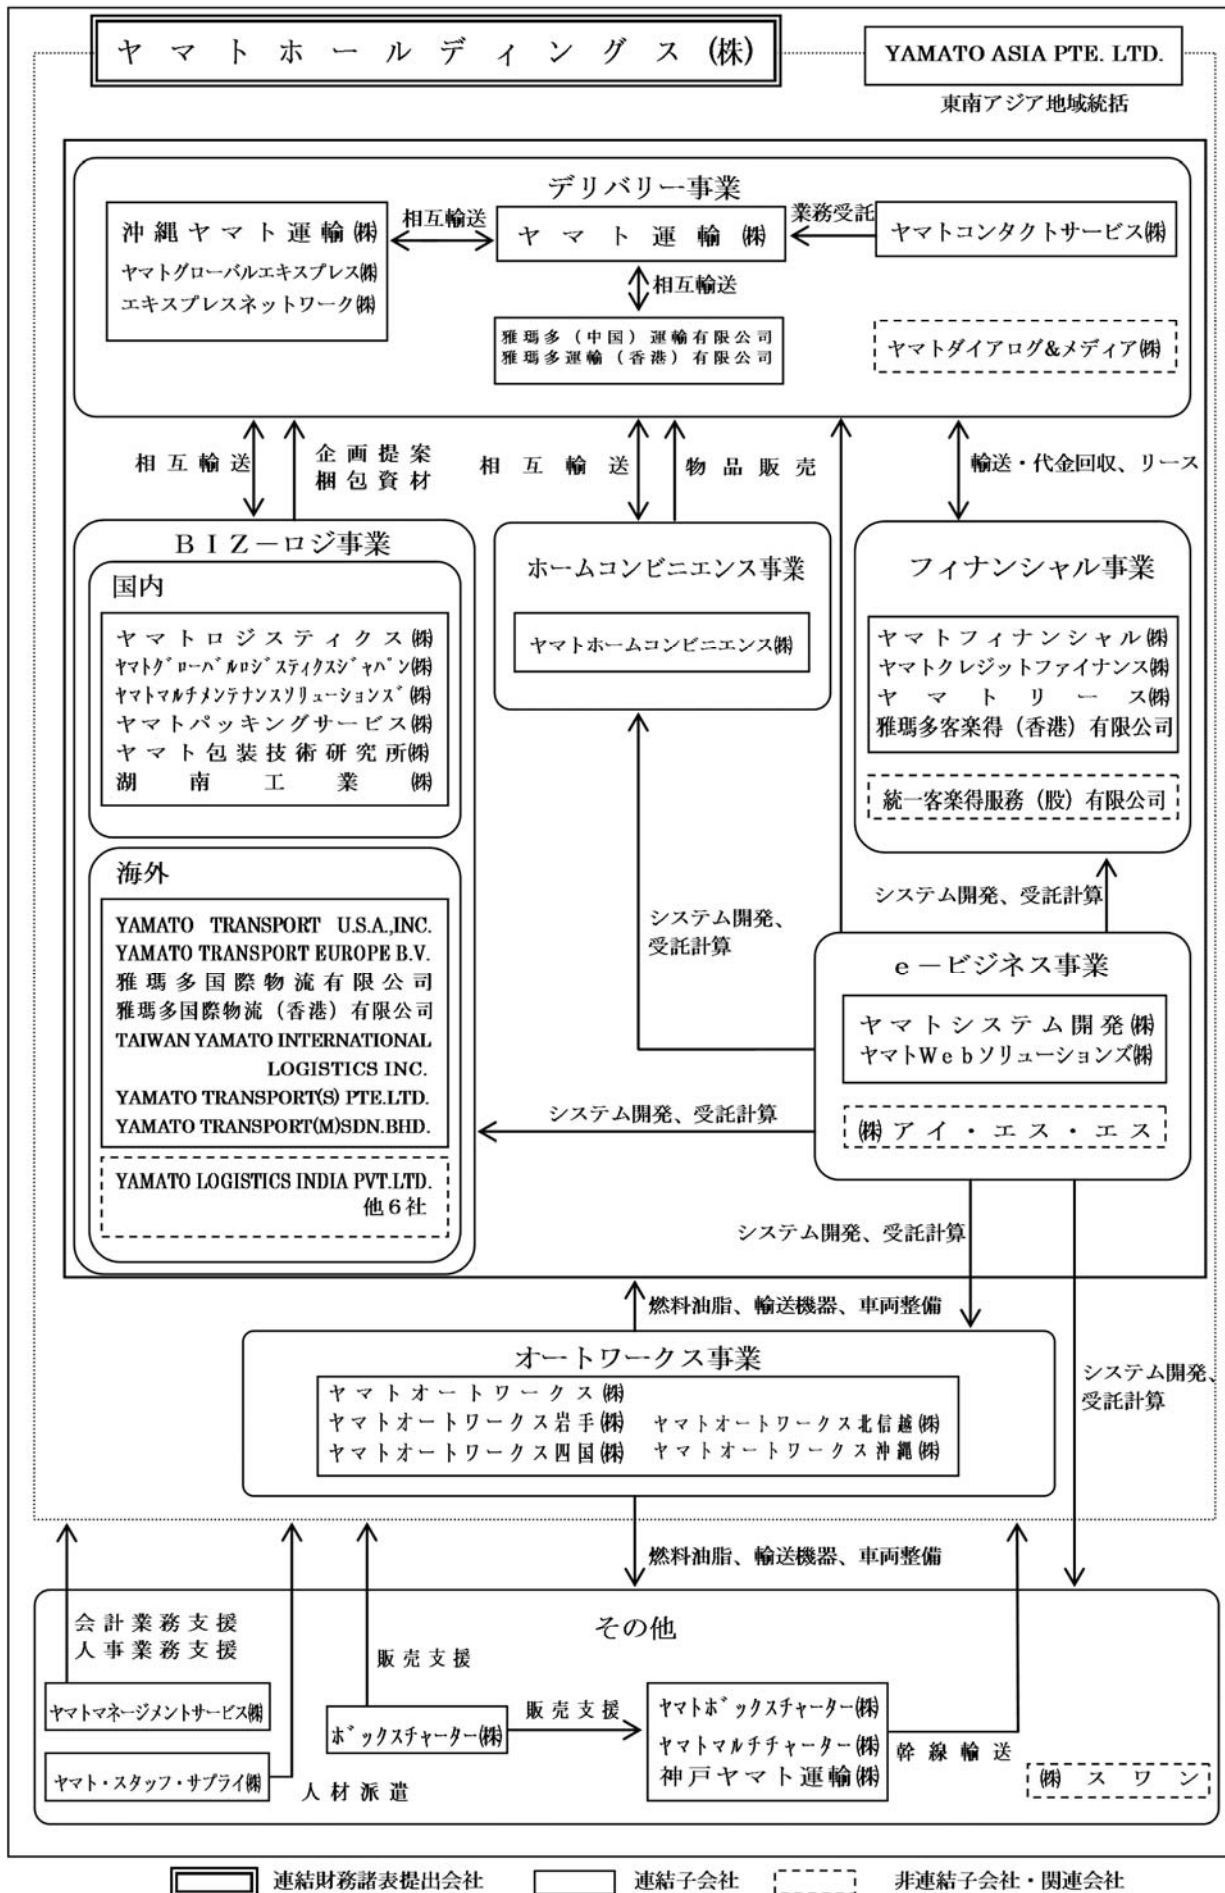 ヤマトホールディングス(株)
YAMATO ASIA PTE. LTD.
東南アジア地域統括
デリバリー事業
沖縄ヤマト運輸㈱
ヤマトグローバルエキスプレス㈱
エキスプレスネットワーク㈱
相互輸送
ヤマト運輸㈱
業務受託
ヤマトコンタクトサービス㈱
相互輸送
雅瑪多（中国）運輸有限公司
雅瑪多運輸（香港）有限公司
ヤマトダイアログ&メディア㈱
相互輸送
企画提案
梱包資材
相互輸送
物品販売
輸送・代金回収、リース
ＢＩＺ－ロジ事業
国内
ヤマトロジスティクス㈱
ヤマトグローバルロジスティクスジャパン㈱
ヤマトマルチメンテナンスソリューションズ㈱
ヤマトパッキングサービス㈱
ヤマト包装技術研究所㈱
湖南工業㈱
ホームコンビニエンス事業
ヤマトホームコンビニエンス㈱
フィナンシャル事業
ヤマトフィナンシャル㈱
ヤマトクレジットファイナンス㈱
ヤマトリース㈱
雅瑪多客楽得（香港）有限公司
統一客楽得服務（股）有限公司
海外
YAMATO TRANSPORT U.S.A.,INC.
YAMATO TRANSPORT EUROPE B.V.
雅瑪多国際物流有限公司
雅瑪多国際物流（香港）有限公司
TAIWAN YAMATO INTERNATIONAL
LOGISTICS INC.
YAMATO TRANSPORT(S) PTE.LTD.
YAMATO TRANSPORT(M)SDN.BHD.
YAMATO LOGISTICS INDIA PVT.LTD.
他６社
システム開発、
受託計算
システム開発、受託計算
ｅ－ビジネス事業
ヤマトシステム開発㈱
ヤマトWebソリューションズ㈱
㈱アイ・エス・エス
システム開発、受託計算
システム開発、受託計算
燃料油脂、輸送機器、車両整備
オートワークス事業
ヤマトオートワークス㈱
ヤマトオートワークス岩手㈱ ヤマトオートワークス北信越㈱
ヤマトオートワークス四国㈱ ヤマトオートワークス沖縄㈱
システム開発、
受託計算
燃料油脂、輸送機器、車両整備
その他
会計業務支援
人事業務支援
ヤマトマネージメントサービス㈱
ヤマト・スタッフ・サプライ㈱
人材派遣
販売支援
ボックスチャーター㈱
販売支援
ヤマトボックスチャーター㈱
ヤマトマルチチャーター㈱
神戸ヤマト運輸㈱
幹線輸送
㈱スワン
連結財務諸表提出会社 連結子会社 非連結子会社・関連会社